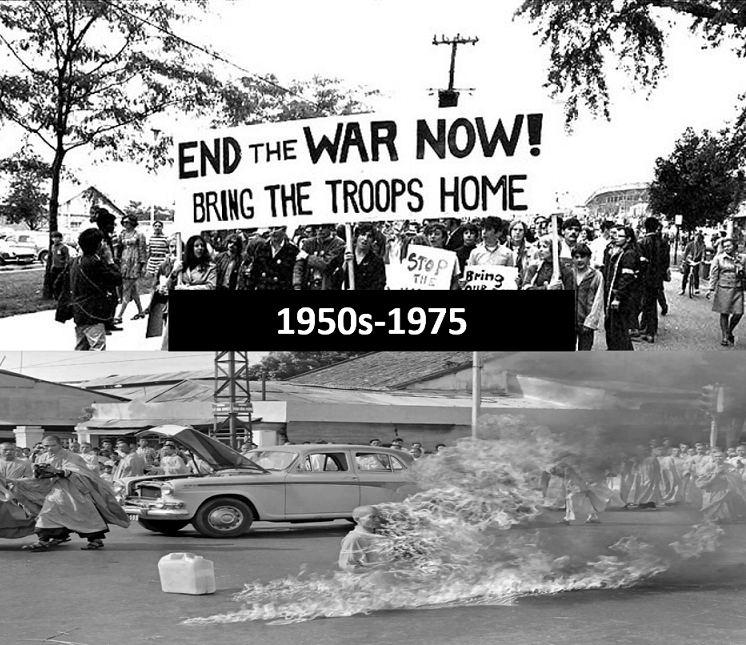 END THE WAR NOW!
BRING THE TROOPS HOME
STOP
THE
Bring
1950s-1975